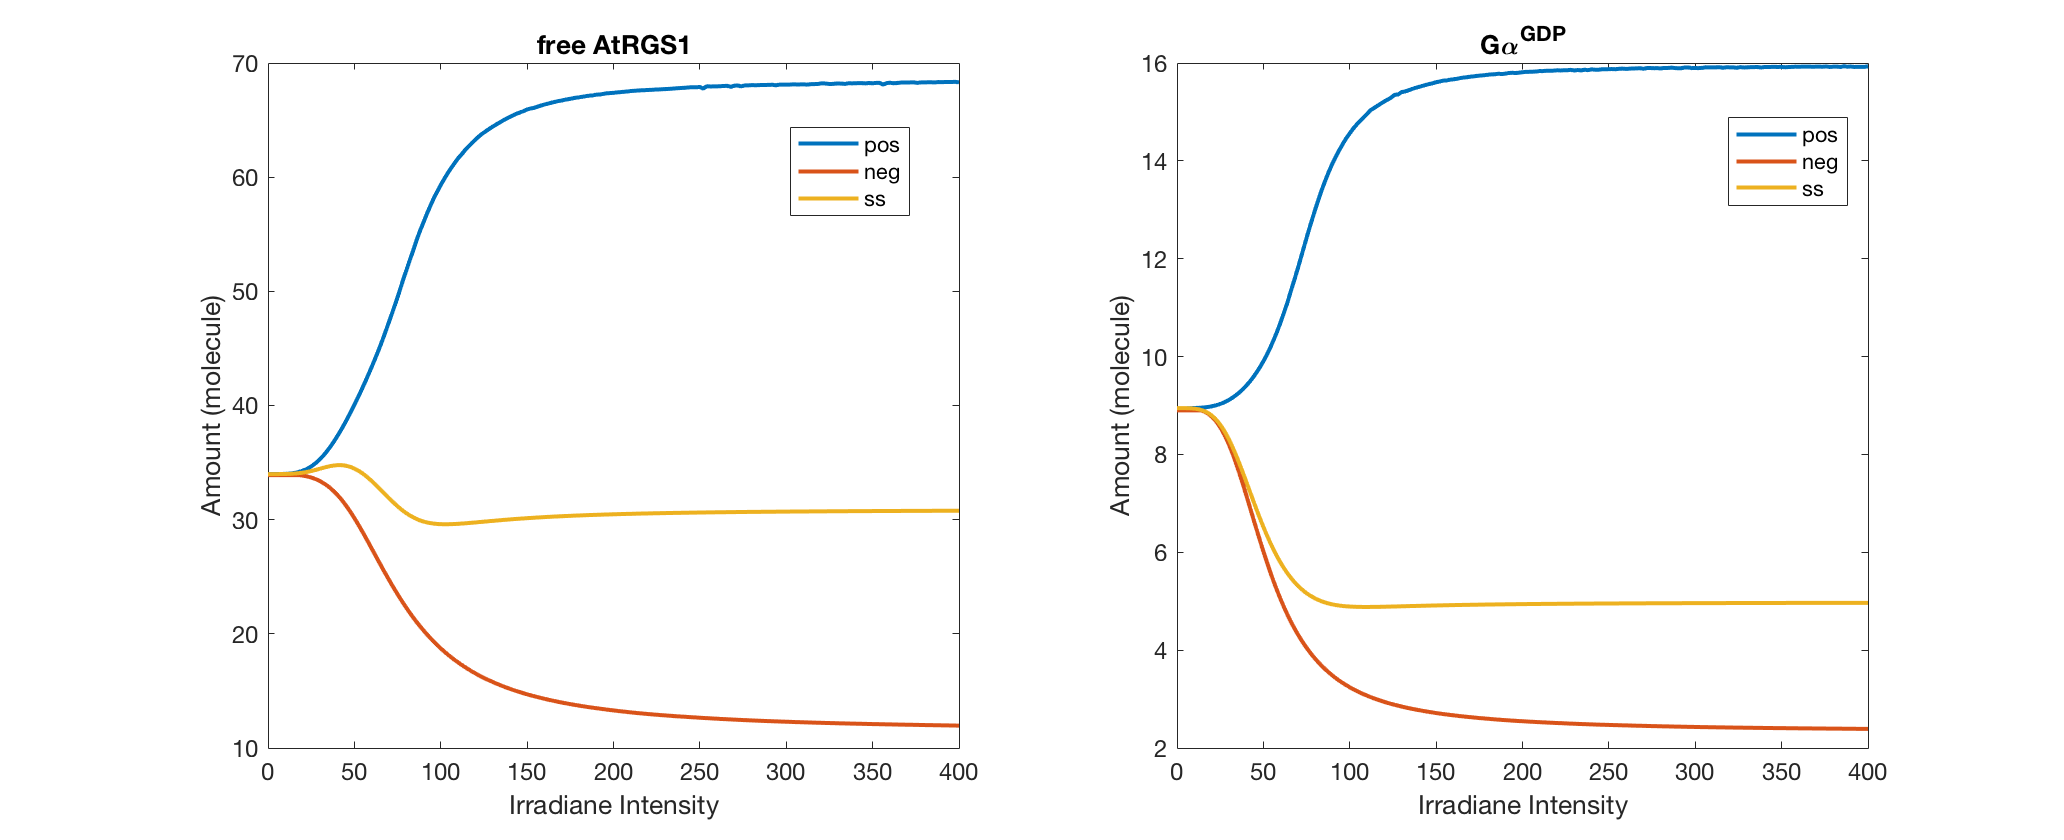 free AtRGS1
70
60
50
40
30
20
10
Amount (molecule)
pos
neg
ss
0 50 100 150 200 250 300 350 400
Irradiane Intensity
Gα^GDP
16
14
12
10
8
6
4
2
Amount (molecule)
pos
neg
ss
0 50 100 150 200 250 300 350 400
Irradiane Intensity